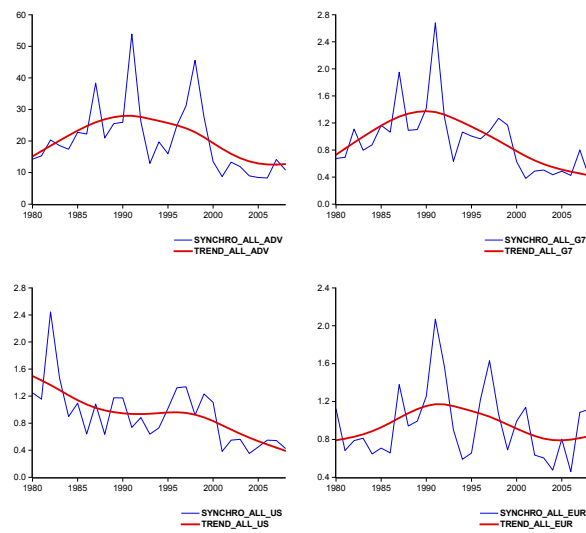 60
50
40
30
20
10
0
1980 1985 1990 1995 2000 2005
SYNCHRO_ALL_ADV
TREND_ALL_ADV
2.8
2.4
2.0
1.6
1.2
0.8
0.4
0.0
1980 1985 1990 1995 2000 2005
SYNCHRO_ALL_G7
TREND_ALL_G7
2.8
2.4
2.0
1.6
1.2
0.8
0.4
0.0
1980 1985 1990 1995 2000 2005
SYNCHRO_ALL_US
TREND_ALL_US
2.4
2.0
1.6
1.2
0.8
0.4
1980 1985 1990 1995 2000 2005
SYNCHRO_ALL_EUR
TREND_ALL_EUR